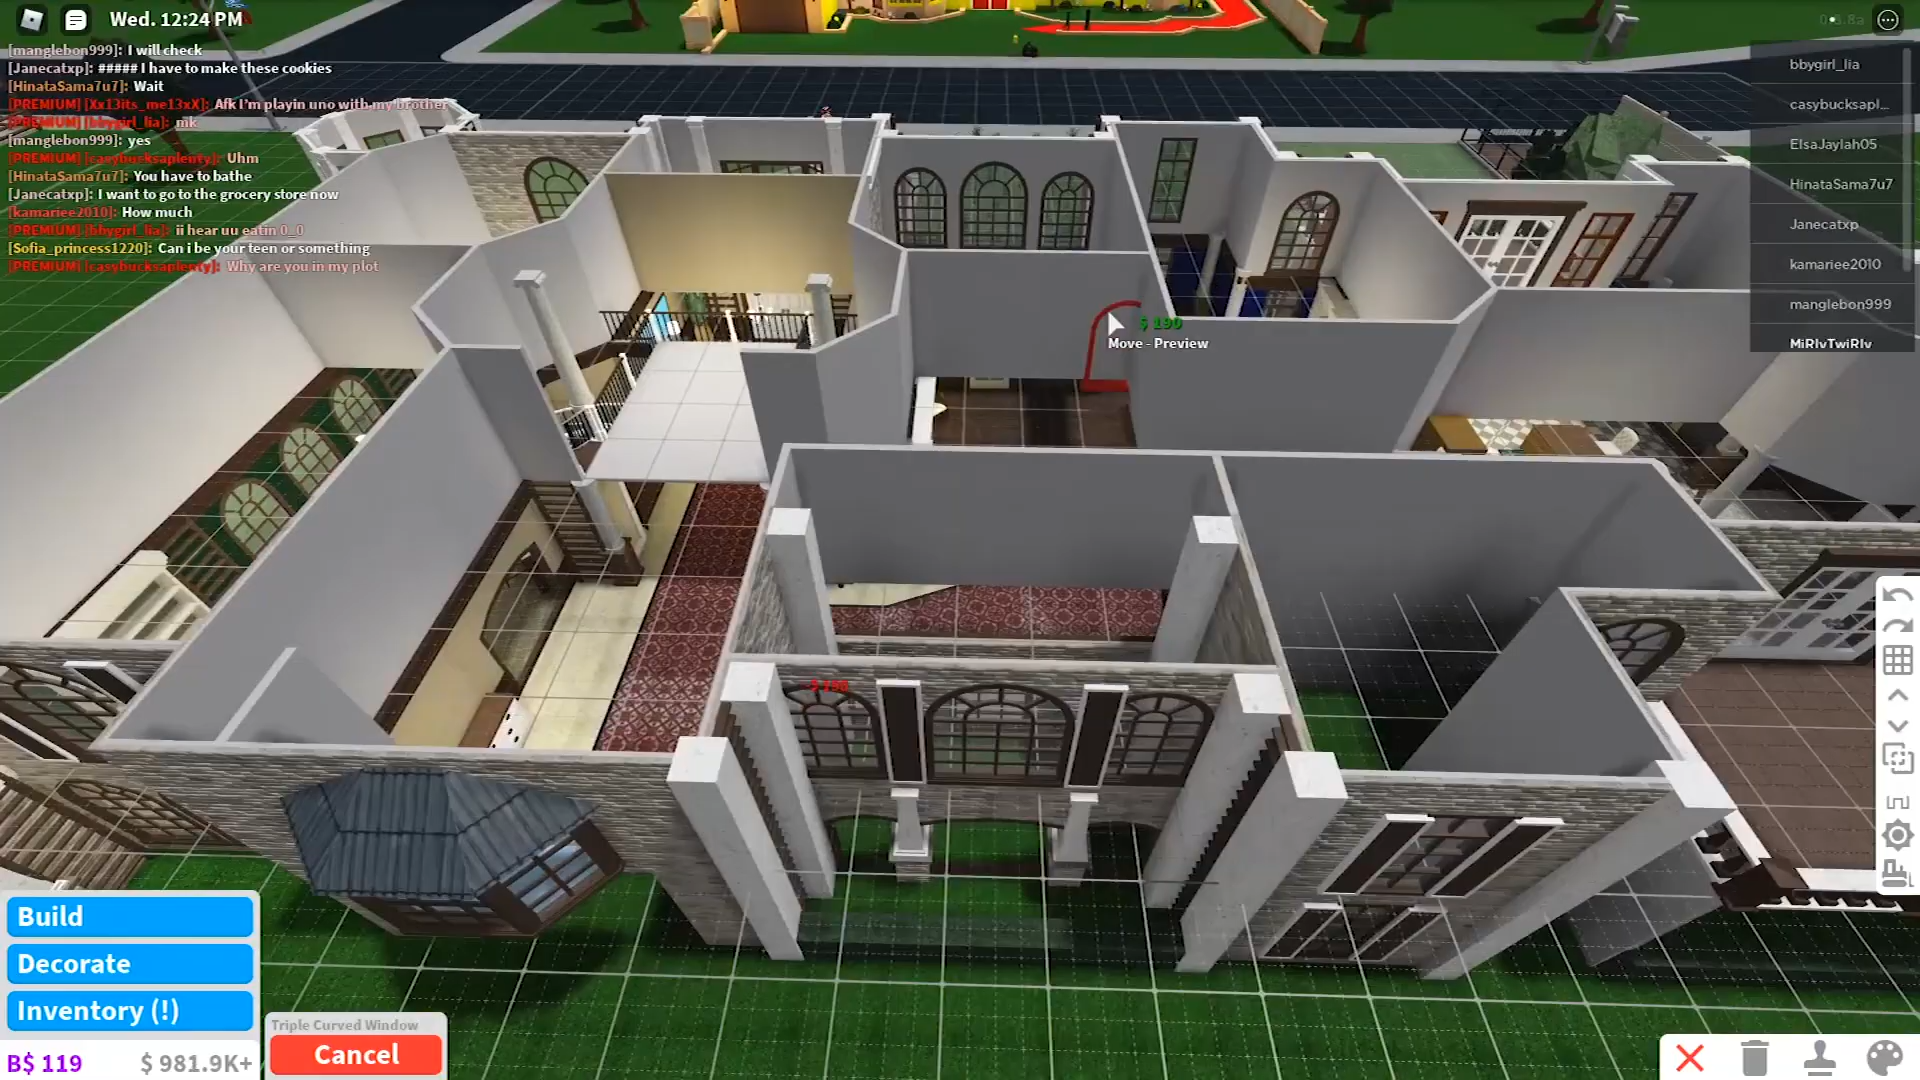 Wed. 12:24 PM
[manglebon999]: I will check
[Janecatxp]: ##### I have to make these cookies
[HinataSama7u7]: Wait
[PREMIUM] [Xx13its_me13xX]: Afk I'm playin uno with my brother
[PREMIUM] [bbygirl_lia]: mk
[manglebon999]: yes
[PREMIUM] [casybucksaplenty]: Uhm
[HinataSama7u7]: You have to bathe
[Janecatxp]: I want to go to the grocery store now
[kamariee2010]: How much
[PREMIUM] [bbygirl_lia]: ii hear uu eatin 0_0
[Sofia_princess1220]: Can i be your teen or something
[PREMIUM] [casybucksaplenty]: Why are you in my plot
bbygirl_lia
casybucksapl...
ElsaJaylah05
HinataSama7u7
Janecatxp
kamariee2010
manglebon999
MiRlyTwiRly
$ 190
Move - Preview
- $ 190
Build
Decorate
Inventory (!)
Triple Curved Window
Cancel
B$ 119
$ 981.9K+